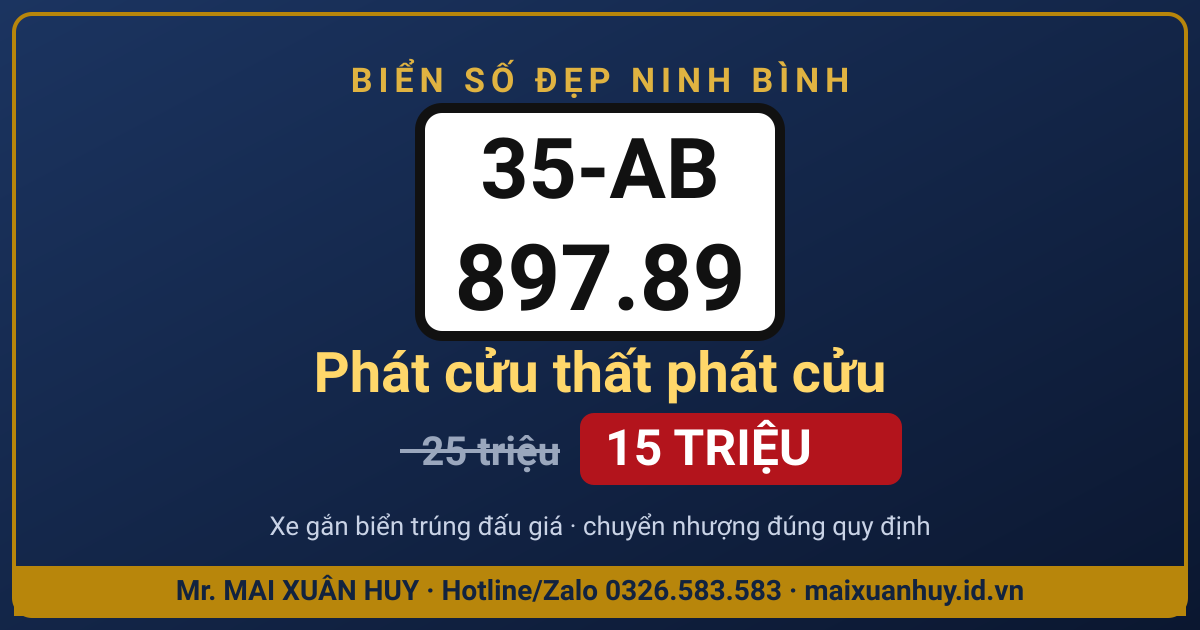 BIỂN SỐ ĐẸP NINH BÌNH
35-AB
897.89
Phát cửu thất phát cửu
25 triệu 15 TRIỆU
Xe gắn biển trúng đấu giá · chuyển nhượng đúng quy định
Mr. MAI XUÂN HUY · Hotline/Zalo 0326.583.583 · maixuanhuy.id.vn